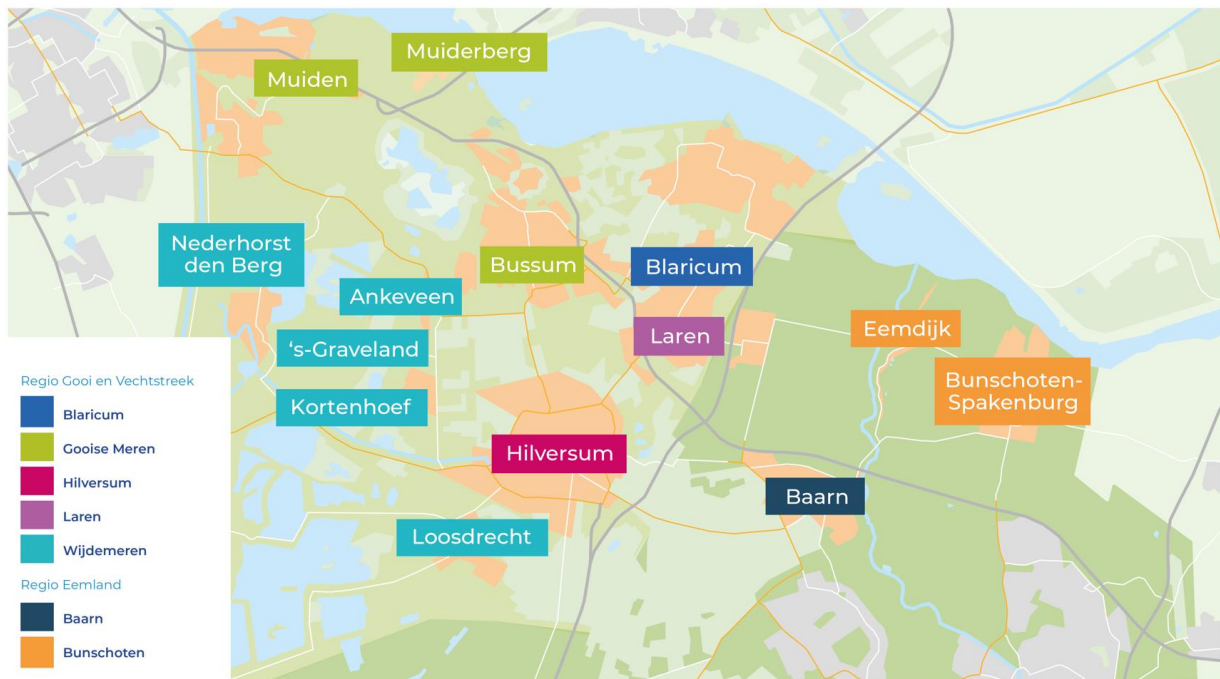 Muiderberg
Muiden
Nederhorst
den Berg
Bussum
Blaricum
Ankeveen
Eemdijk
Laren
‘s-Graveland
Bunschoten-
Spakenburg
Kortenhoef
Hilversum
Baarn
Loosdrecht
Regio Gooi en Vechtstreek
Blaricum
Gooise Meren
Hilversum
Laren
Wijdemeren
Regio Eemland
Baarn
Bunschoten